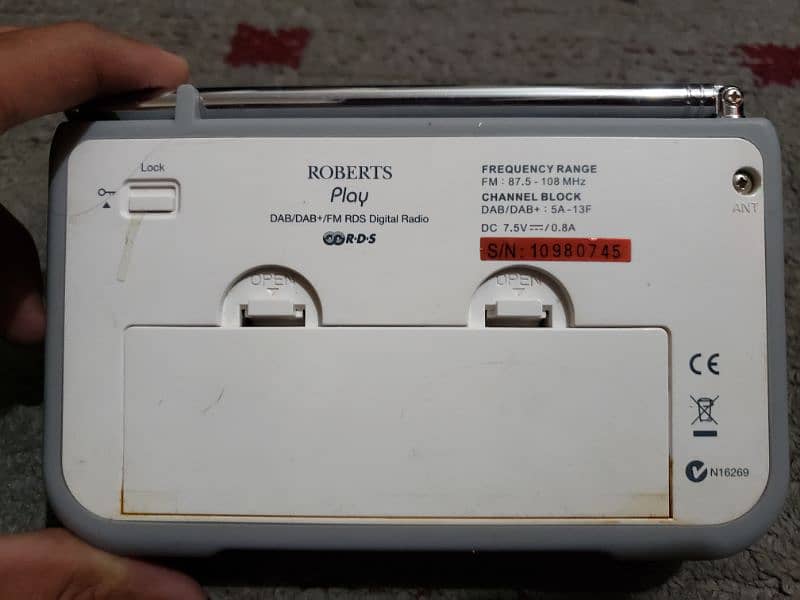 Lock
ROBERTS
Play
DAB/DAB+/FM RDS Digital Radio
R·D·S
FREQUENCY RANGE
FM : 87.5 - 108 MHz
CHANNEL BLOCK
DAB/DAB+ : 5A -13F
DC 7.5V⎓/ 0.8A
S/N: 10980745
ANT
OPEN
OPEN
CE
N16269